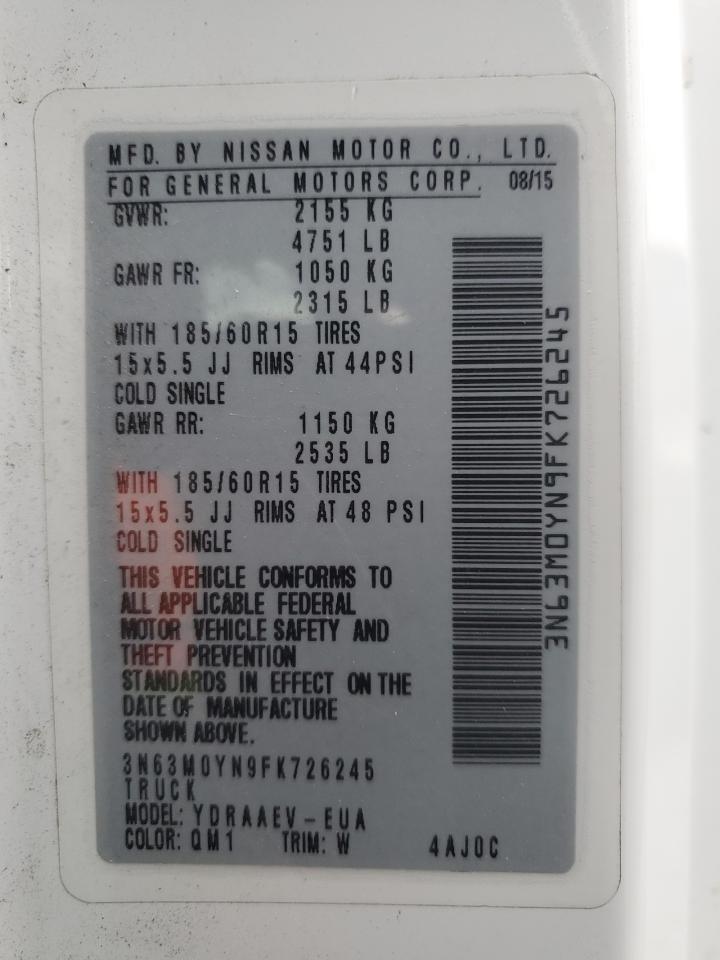 MFD. BY NISSAN MOTOR CO., LTD.
FOR GENERAL MOTORS CORP. 08/15
GVWR: 2155 KG
4751 LB
GAWR FR: 1050 KG
2315 LB
WITH 185/60R15 TIRES
15x5.5 JJ RIMS AT 44PSI
COLD SINGLE
GAWR RR: 1150 KG
2535 LB
WITH 185/60R15 TIRES
15x5.5 JJ RIMS AT 48 PSI
COLD SINGLE
THIS VEHICLE CONFORMS TO
ALL APPLICABLE FEDERAL
MOTOR VEHICLE SAFETY AND
THEFT PREVENTION
STANDARDS IN EFFECT ON THE
DATE OF MANUFACTURE
SHOWN ABOVE.
3N63M0YN9FK726245
TRUCK
MODEL: YDRAAEV-EUA
COLOR: QM1 TRIM: W 4AJ0C
3N63M0YN9FK726245